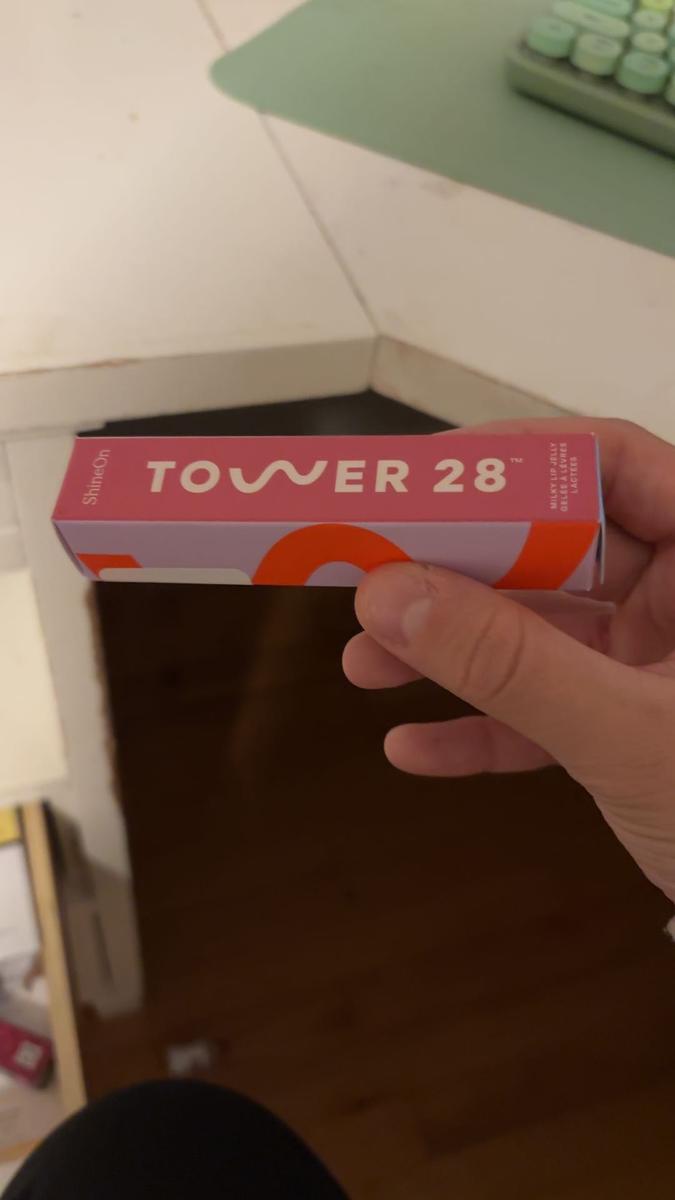 ShineOn
TOWER 28™
MILKY LIP JELLY
GELÉE À LÈVRES
LACTÉES